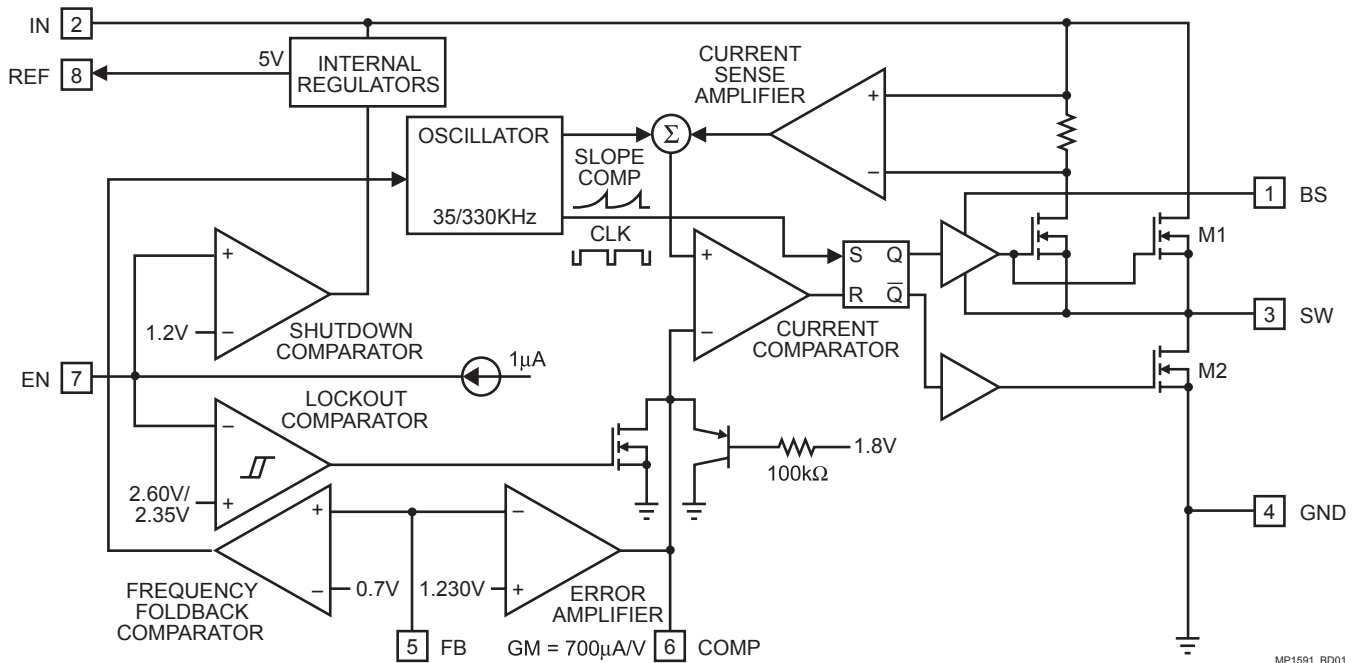 IN 2
REF 8
5V
INTERNAL
REGULATORS
CURRENT
SENSE
AMPLIFIER
+
−
OSCILLATOR
35/330KHz
Σ
SLOPE
COMP
CLK
1 BS
M1
S Q
R Q̅
+
−
CURRENT
COMPARATOR
3 SW
M2
+
1.2V −
SHUTDOWN
COMPARATOR
EN 7
1µA
LOCKOUT
COMPARATOR
−
2.60V/
2.35V
+
1.8V
100kΩ
4 GND
+
− 0.7V
FREQUENCY
FOLDBACK
COMPARATOR
−
1.230V +
ERROR
AMPLIFIER
5 FB
GM = 700µA/V
6 COMP
MP1591_BD01